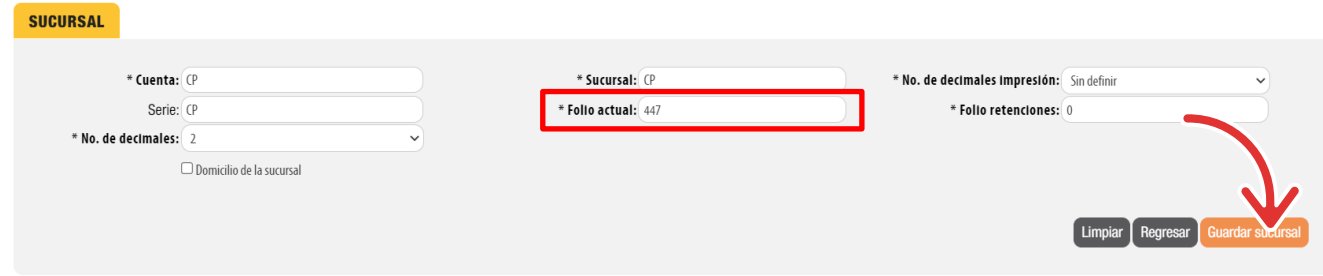 SUCURSAL
* Cuenta: CP
* Sucursal: CP
* No. de decimales impresión: Sin definir
Serie: CP
* Folio actual: 447
* Folio retenciones: 0
* No. de decimales: 2
Domicilio de la sucursal
Limpiar
Regresar
Guardar sucursal